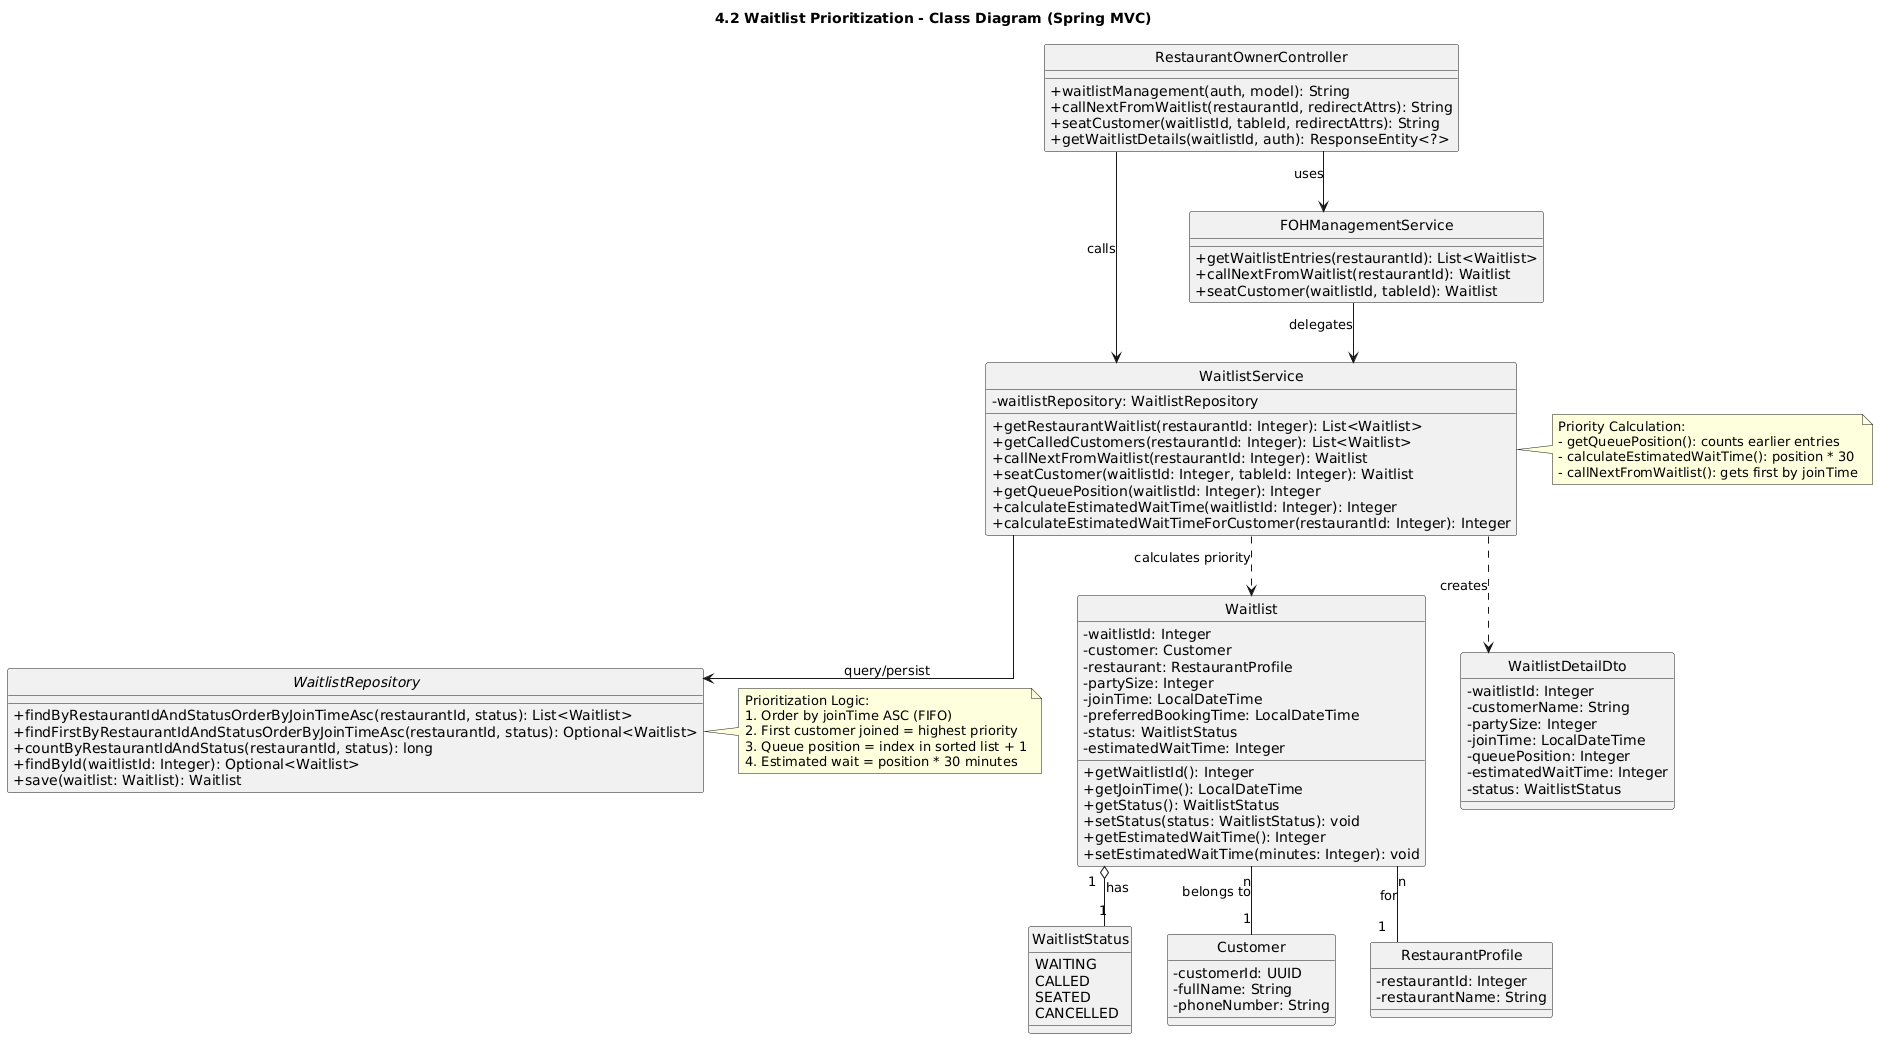 4.2 Waitlist Prioritization - Class Diagram (Spring MVC)
RestaurantOwnerController
+waitlistManagement(auth, model): String
+callNextFromWaitlist(restaurantId, redirectAttrs): String
+seatCustomer(waitlistId, tableId, redirectAttrs): String
+getWaitlistDetails(waitlistId, auth): ResponseEntity<?>
uses
calls
FOHManagementService
+getWaitlistEntries(restaurantId): List<Waitlist>
+callNextFromWaitlist(restaurantId): Waitlist
+seatCustomer(waitlistId, tableId): Waitlist
delegates
WaitlistService
-waitlistRepository: WaitlistRepository
+getRestaurantWaitlist(restaurantId: Integer): List<Waitlist>
+getCalledCustomers(restaurantId: Integer): List<Waitlist>
+callNextFromWaitlist(restaurantId: Integer): Waitlist
+seatCustomer(waitlistId: Integer, tableId: Integer): Waitlist
+getQueuePosition(waitlistId: Integer): Integer
+calculateEstimatedWaitTime(waitlistId: Integer): Integer
+calculateEstimatedWaitTimeForCustomer(restaurantId: Integer): Integer
Priority Calculation:
- getQueuePosition(): counts earlier entries
- calculateEstimatedWaitTime(): position * 30
- callNextFromWaitlist(): gets first by joinTime
calculates priority
creates
query/persist
WaitlistRepository
+findByRestaurantIdAndStatusOrderByJoinTimeAsc(restaurantId, status): List<Waitlist>
+findFirstByRestaurantIdAndStatusOrderByJoinTimeAsc(restaurantId, status): Optional<Waitlist>
+countByRestaurantIdAndStatus(restaurantId, status): long
+findById(waitlistId: Integer): Optional<Waitlist>
+save(waitlist: Waitlist): Waitlist
Prioritization Logic:
1. Order by joinTime ASC (FIFO)
2. First customer joined = highest priority
3. Queue position = index in sorted list + 1
4. Estimated wait = position * 30 minutes
Waitlist
-waitlistId: Integer
-customer: Customer
-restaurant: RestaurantProfile
-partySize: Integer
-joinTime: LocalDateTime
-preferredBookingTime: LocalDateTime
-status: WaitlistStatus
-estimatedWaitTime: Integer
+getWaitlistId(): Integer
+getJoinTime(): LocalDateTime
+getStatus(): WaitlistStatus
+setStatus(status: WaitlistStatus): void
+getEstimatedWaitTime(): Integer
+setEstimatedWaitTime(minutes: Integer): void
WaitlistDetailDto
-waitlistId: Integer
-customerName: String
-partySize: Integer
-joinTime: LocalDateTime
-queuePosition: Integer
-estimatedWaitTime: Integer
-status: WaitlistStatus
1
has
1
n
belongs to
1
n
for
1
WaitlistStatus
WAITING
CALLED
SEATED
CANCELLED
Customer
-customerId: UUID
-fullName: String
-phoneNumber: String
RestaurantProfile
-restaurantId: Integer
-restaurantName: String